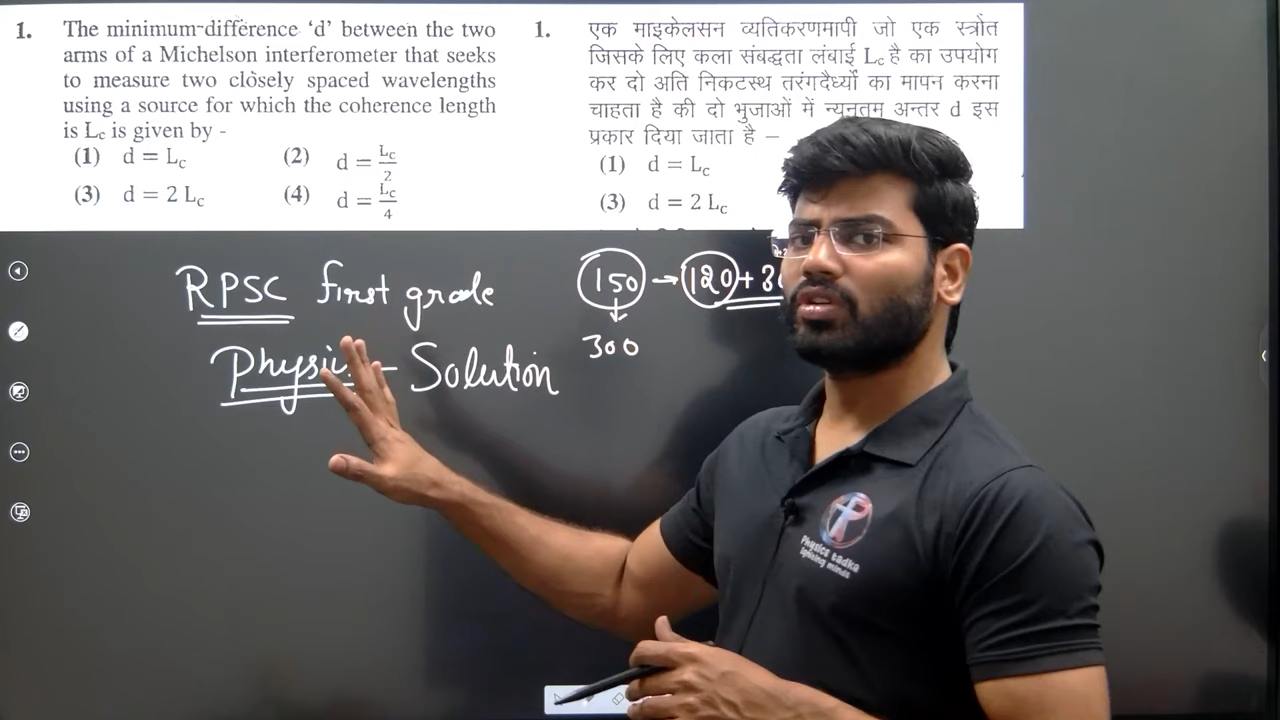 1. The minimum-difference 'd' between the two
arms of a Michelson interferometer that seeks
to measure two closely spaced wavelengths
using a source for which the coherence length
is Lc is given by -
(1) d = Lc (2) d = Lc/2
(3) d = 2 Lc (4) d = Lc/4
1. एक माइकेलसन व्यतिकरणमापी जो एक स्त्रोत
जिसके लिए कला संबद्धता लंबाई Lc है का उपयोग
कर दो अति निकटस्थ तरंगदैर्ध्यों का मापन करना
चाहता है की दो भुजाओं में न्यूनतम अन्तर d इस
प्रकार दिया जाता है –
(1) d = Lc
(3) d = 2 Lc
RPSC first grade
Physics - Solution
150 → 120 + 30
300
Physics tadka
Igniting minds